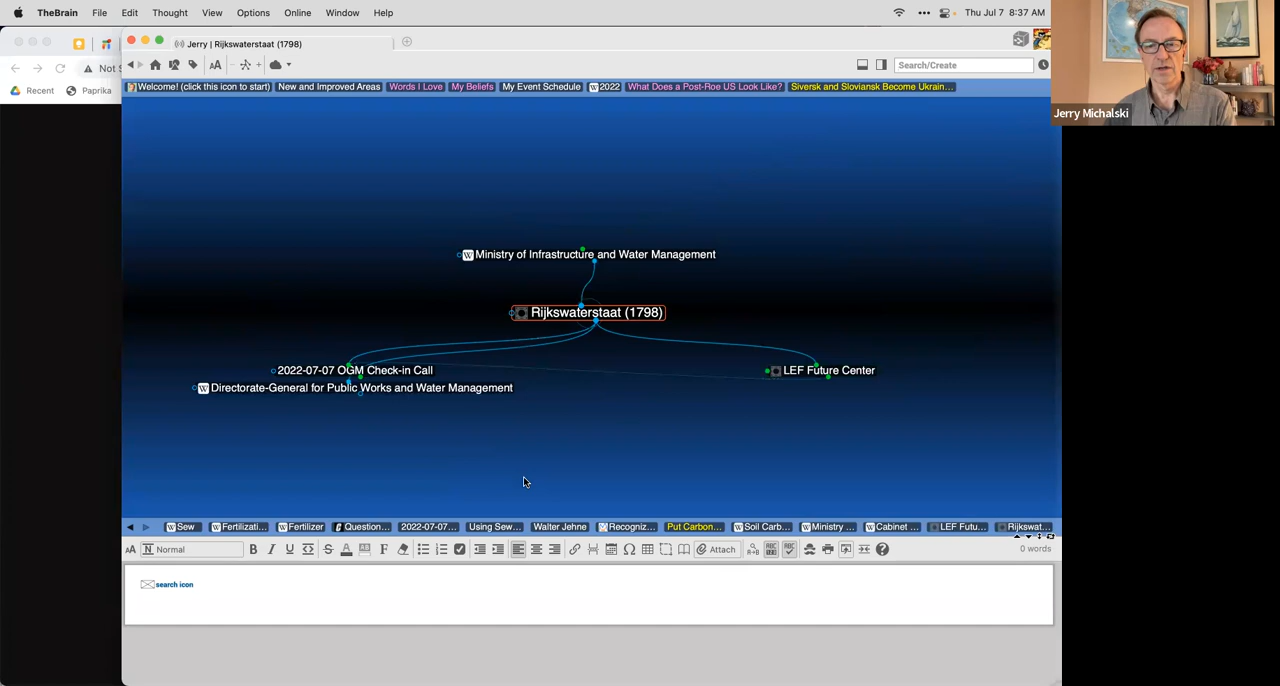 TheBrain File Edit Thought View Options Online Window Help Thu Jul 7 8:37 AM
Jerry | Rijkswaterstaat (1798)
Not S
AA
Search/Create
Recent Paprika
Welcome! (click this icon to start) New and Improved Areas Words I Love My Beliefs My Event Schedule W 2022 What Does a Post-Roe US Look Like? Siversk and Sloviansk Become Ukrain...
Jerry Michalski
W Ministry of Infrastructure and Water Management
Rijkswaterstaat (1798)
2022-07-07 OGM Check-in Call
LEF Future Center
W Directorate-General for Public Works and Water Management
W Sew W Fertilizati... W Fertilizer Question... 2022-07-07... Using Sew... Walter Jehne Recogniz... Put Carbon... W Soil Carb... W Ministry ... W Cabinet ... LEF Futu... Rijkswat...
AA N Normal B I U S A F Attach 0 words
search icon